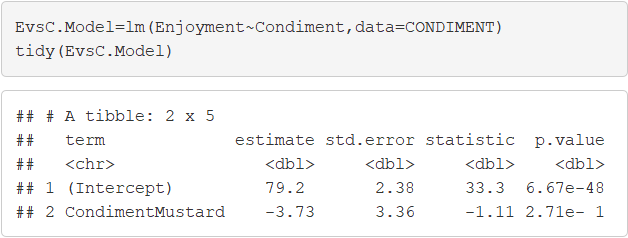 EvsC.Model=lm(Enjoyment~Condiment,data=CONDIMENT)
tidy(EvsC.Model)
## # A tibble: 2 x 5
##   term             estimate std.error statistic  p.value
##   <chr>               <dbl>     <dbl>     <dbl>    <dbl>
## 1 (Intercept)         79.2       2.38     33.3  6.67e-48
## 2 CondimentMustard    -3.73      3.36     -1.11 2.71e- 1